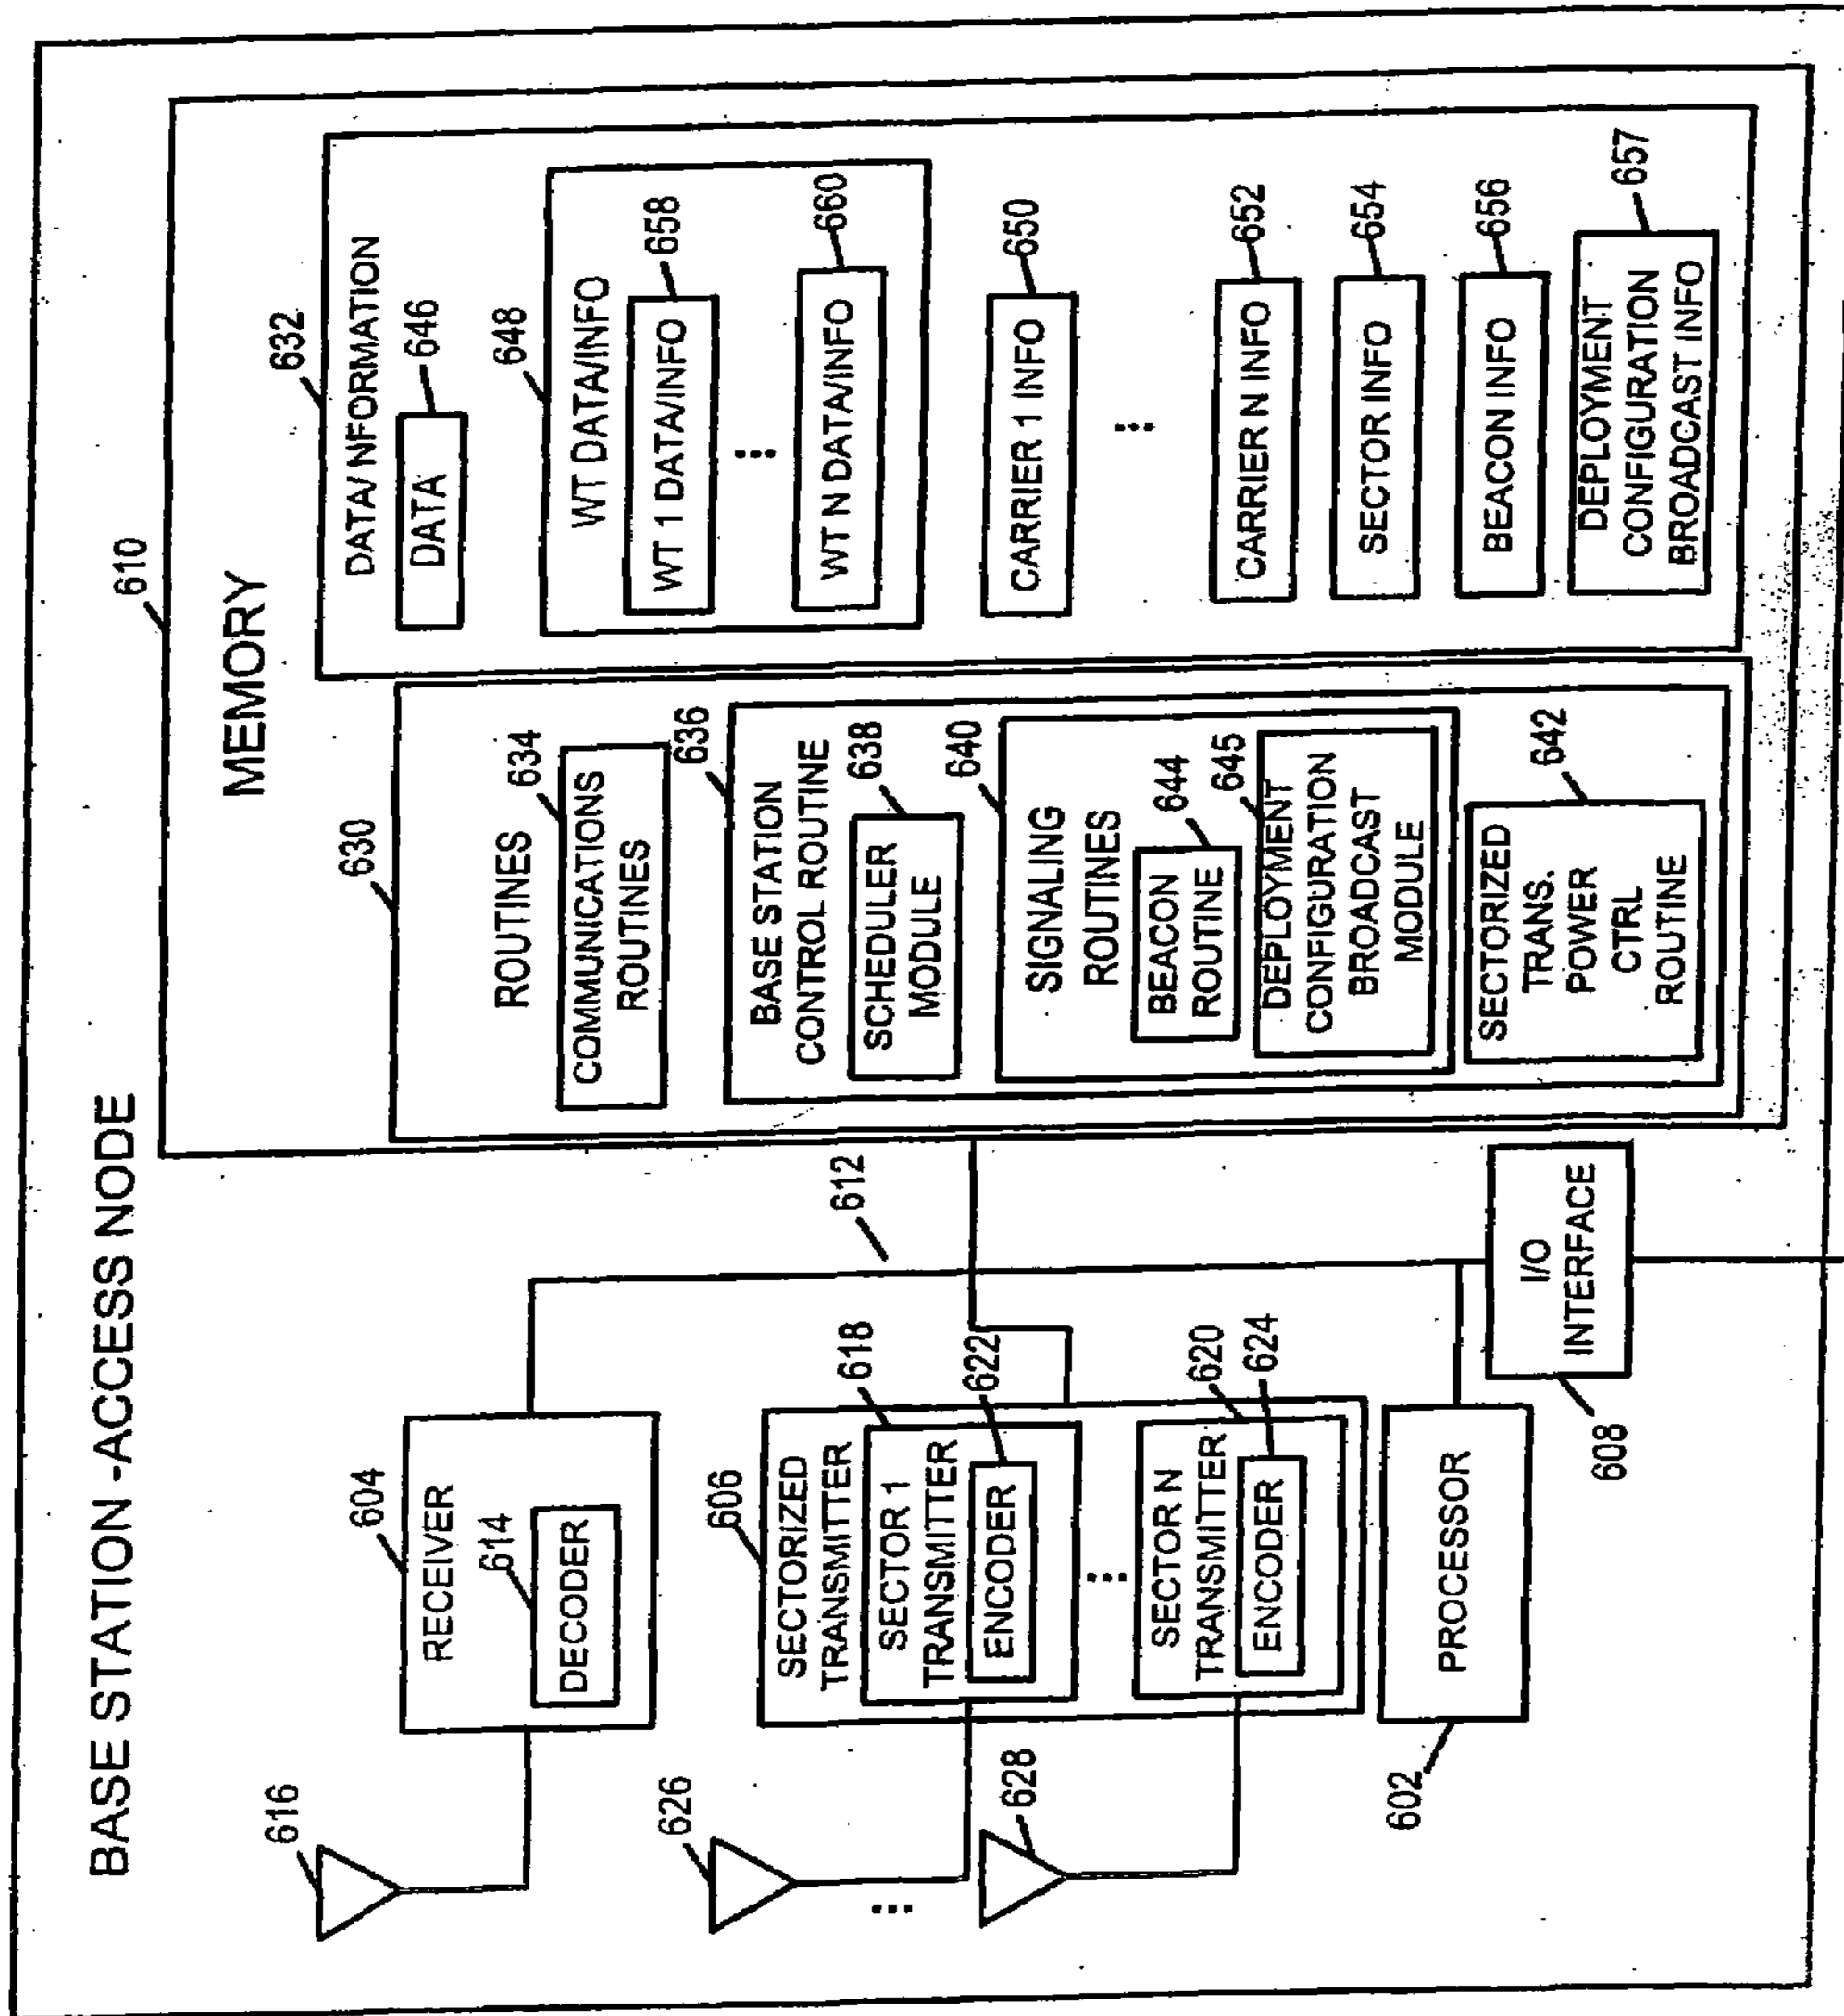 BASE STATION -ACCESS NODE
616
604
RECEIVER
614
DECODER
626
...
628
606
SECTORIZED
TRANSMITTER
618
SECTOR 1
TRANSMITTER
622
ENCODER
...
620
SECTOR N
TRANSMITTER
624
ENCODER
602
PROCESSOR
608
I/O
INTERFACE
612
610
MEMORY
630
ROUTINES
634
COMMUNICATIONS
ROUTINES
636
BASE STATION
CONTROL ROUTINE
638
SCHEDULER
MODULE
640
SIGNALING
ROUTINES
644
BEACON
ROUTINE
645
DEPLOYMENT
CONFIGURATION
BROADCAST
MODULE
642
SECTORIZED
TRANS.
POWER
CTRL
ROUTINE
632
DATA/INFORMATION
646
DATA
648
WT DATA/INFO
658
WT 1 DATA/INFO
...
660
WT N DATA/INFO
650
CARRIER 1 INFO
...
652
CARRIER N INFO
654
SECTOR INFO
656
BEACON INFO
657
DEPLOYMENT
CONFIGURATION
BROADCAST INFO